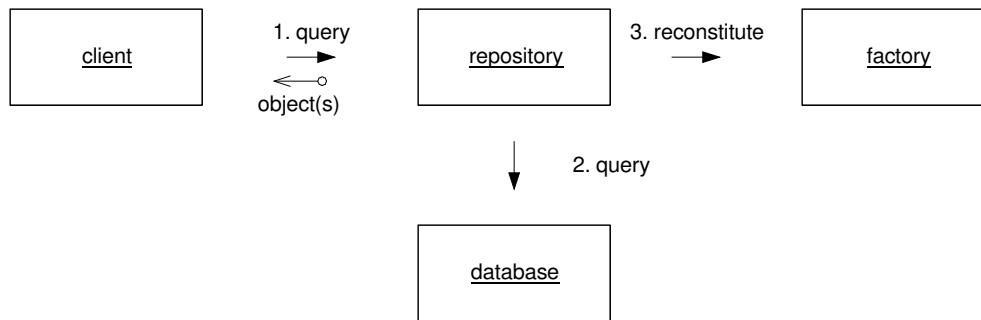 client
1. query
object(s)
repository
3. reconstitute
factory
2. query
database